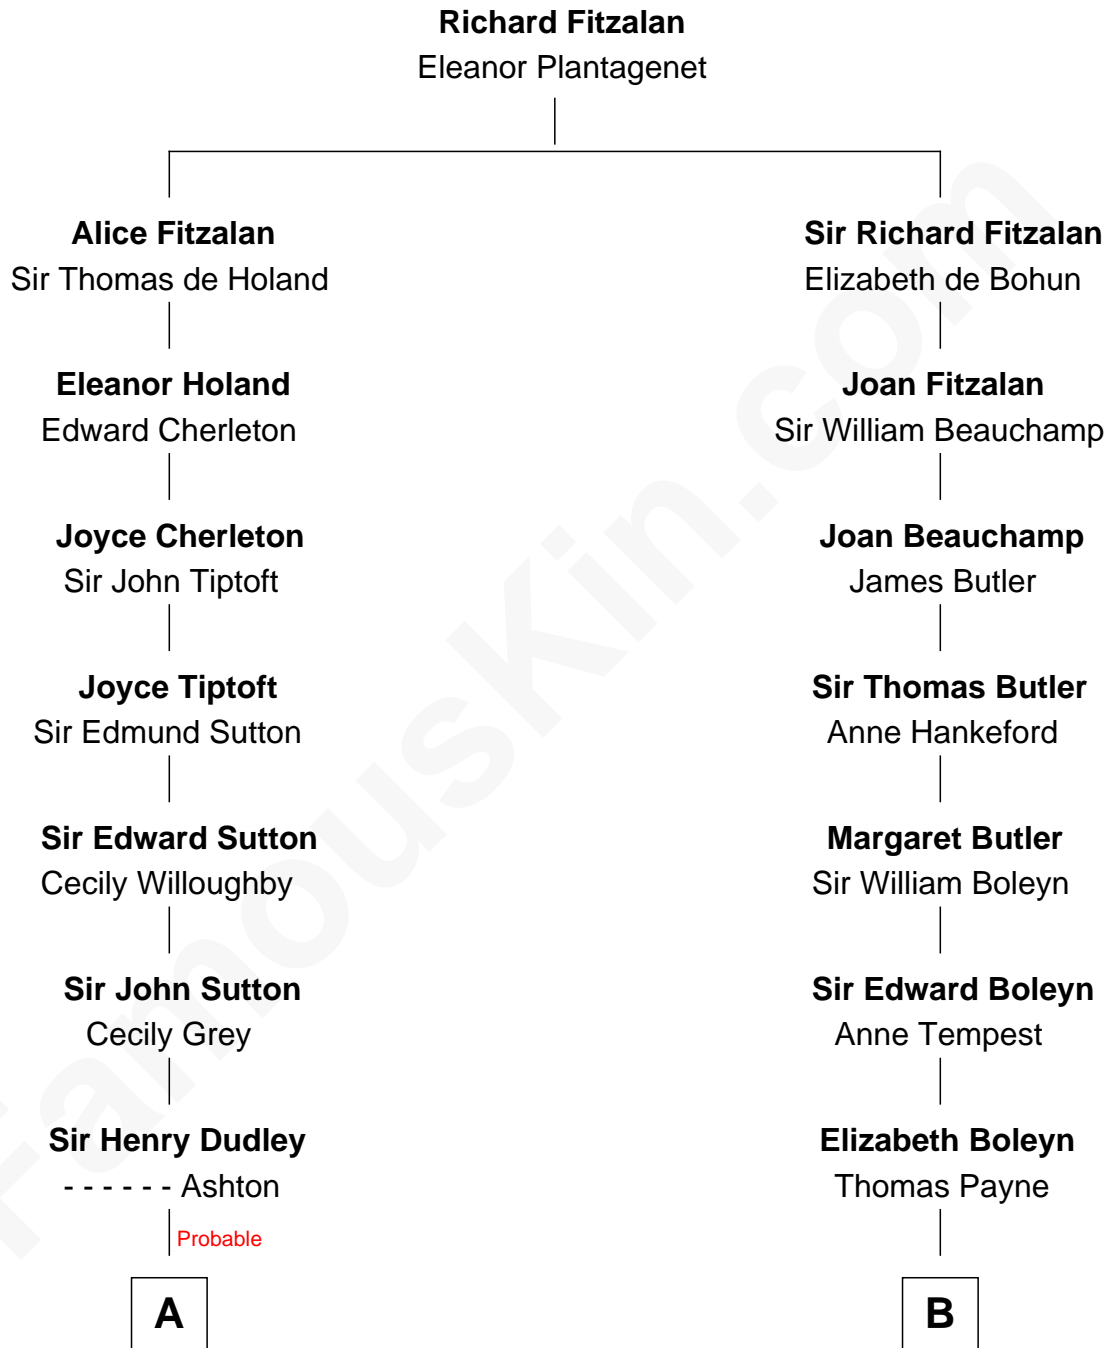 Richard Fitzalan
Eleanor Plantagenet
Alice Fitzalan
Sir Thomas de Holand
Sir Richard Fitzalan
Elizabeth de Bohun
Eleanor Holand
Edward Cherleton
Joan Fitzalan
Sir William Beauchamp
Joyce Cherleton
Sir John Tiptoft
Joan Beauchamp
James Butler
Joyce Tiptoft
Sir Edmund Sutton
Sir Thomas Butler
Anne Hankeford
Sir Edward Sutton
Cecily Willoughby
Margaret Butler
Sir William Boleyn
Sir John Sutton
Cecily Grey
Sir Edward Boleyn
Anne Tempest
Sir Henry Dudley
- - - - - - Ashton
Elizabeth Boleyn
Thomas Payne
Probable
A
B
FamousKin.com